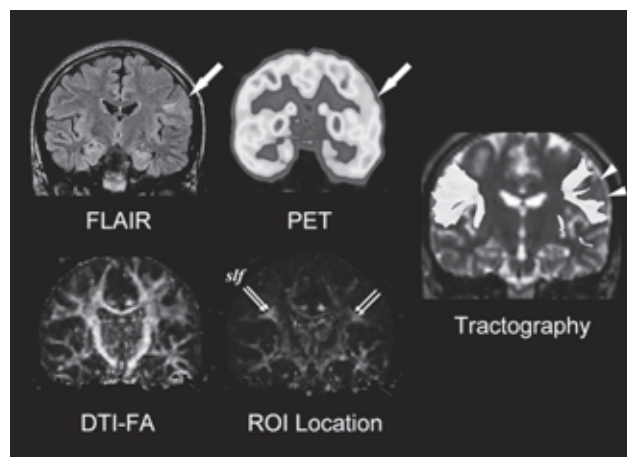 FLAIR
PET
slf
Tractography
DTI-FA
ROI Location